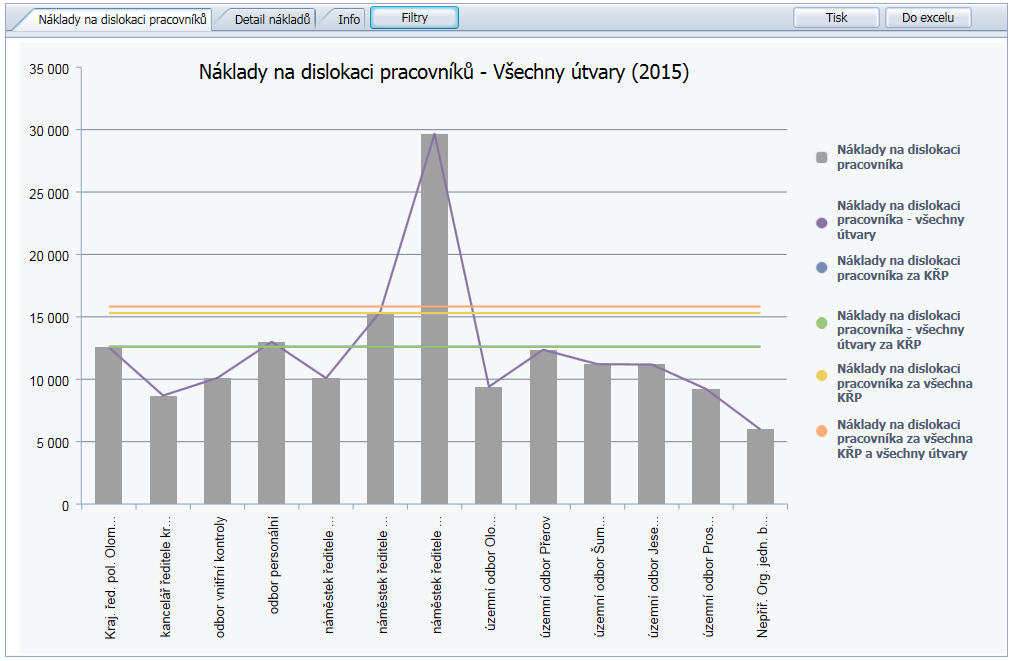 Náklady na dislokaci pracovníků
Detail nákladů
Info
Filtry
Tisk
Do excelu
Náklady na dislokaci pracovníků - Všechny útvary (2015)
35 000
30 000
25 000
20 000
15 000
10 000
5 000
0
Kraj. řed. pol. Olom...
kancelář ředitele kr...
odbor vnitřní kontroly
odbor personální
náměstek ředitele ...
náměstek ředitele ...
náměstek ředitele ...
územní odbor Olo...
územní odbor Přerov
územní odbor Šum...
územní odbor Jese...
územní odbor Pros...
Nepřiř. Org. jedn. b...
Náklady na dislokaci
pracovníka
Náklady na dislokaci
pracovníka - všechny
útvary
Náklady na dislokaci
pracovníka za KŘP
Náklady na dislokaci
pracovníka - všechny
útvary za KŘP
Náklady na dislokaci
pracovníka za všechna
KŘP
Náklady na dislokaci
pracovníka za všechna
KŘP a všechny útvary